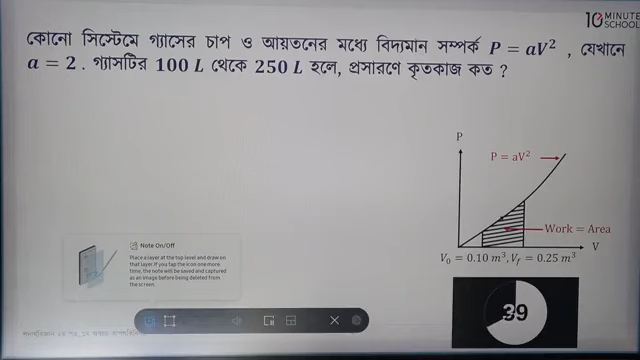 10 MINUTE
SCHOOL
কোনো সিস্টেমে গ্যাসের চাপ ও আয়তনের মধ্যে বিদ্যমান সম্পর্ক P = aV² , যেখানে
a = 2 . গ্যাসটির 100 L থেকে 250 L হলে, প্রসারণে কৃতকাজ কত ?
P
P = aV²
Work = Area
V
V₀ = 0.10 m³, V_f = 0.25 m³
Note On/Off
Place a layer at the top level and draw on
that layer. If you tap the icon one more
time, the note will be saved and captured
as an image before being deleted from
the screen.
39